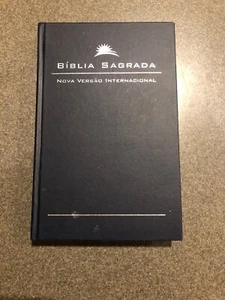 BÍBLIA SAGRADA
NOVA VERSÃO INTERNACIONAL